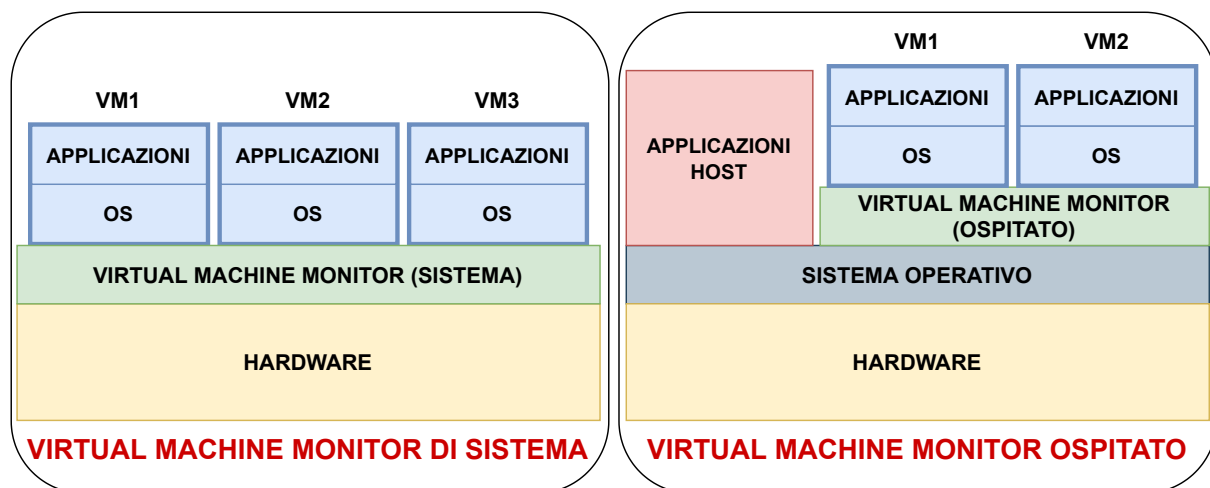 VM1
VM2
VM3
APPLICAZIONI
APPLICAZIONI
APPLICAZIONI
OS
OS
OS
VIRTUAL MACHINE MONITOR (SISTEMA)
HARDWARE
VIRTUAL MACHINE MONITOR DI SISTEMA
VM1
VM2
APPLICAZIONI
HOST
APPLICAZIONI
APPLICAZIONI
OS
OS
VIRTUAL MACHINE MONITOR
(OSPITATO)
SISTEMA OPERATIVO
HARDWARE
VIRTUAL MACHINE MONITOR OSPITATO